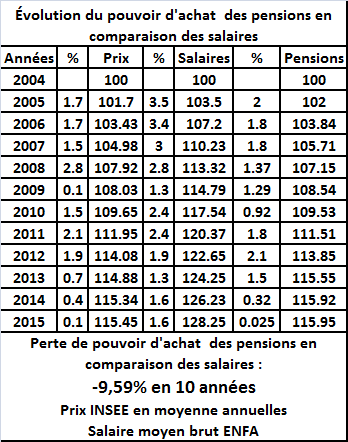 Évolution du pouvoir d'achat des pensions en
comparaison des salaires
Années % Prix % Salaires % Pensions
2004 100 100 100
2005 1.7 101.7 3.5 103.5 2 102
2006 1.7 103.43 3.4 107.2 1.8 103.84
2007 1.5 104.98 3 110.23 1.8 105.71
2008 2.8 107.92 2.8 113.32 1.37 107.15
2009 0.1 108.03 1.3 114.79 1.29 108.54
2010 1.5 109.65 2.4 117.54 0.92 109.53
2011 2.1 111.95 2.4 120.37 1.8 111.51
2012 1.9 114.08 1.9 122.65 2.1 113.85
2013 0.7 114.88 1.3 124.25 1.5 115.55
2014 0.4 115.34 1.6 126.23 0.32 115.92
2015 0.1 115.45 1.6 128.25 0.025 115.95
Perte de pouvoir d'achat des pensions en
comparaison des salaires :
-9,59% en 10 années
Prix INSEE en moyenne annuelles
Salaire moyen brut ENFA